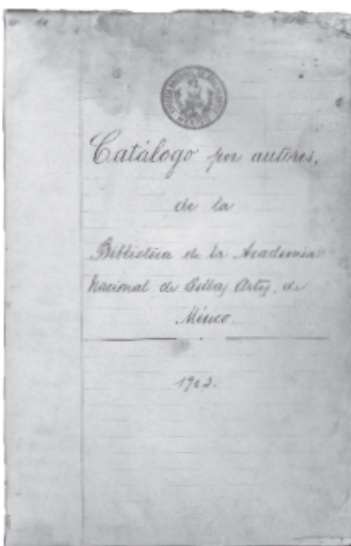 Catálogo por autores,
de la
Biblioteca de la Academia
Nacional de Bellas Artes, de
México.